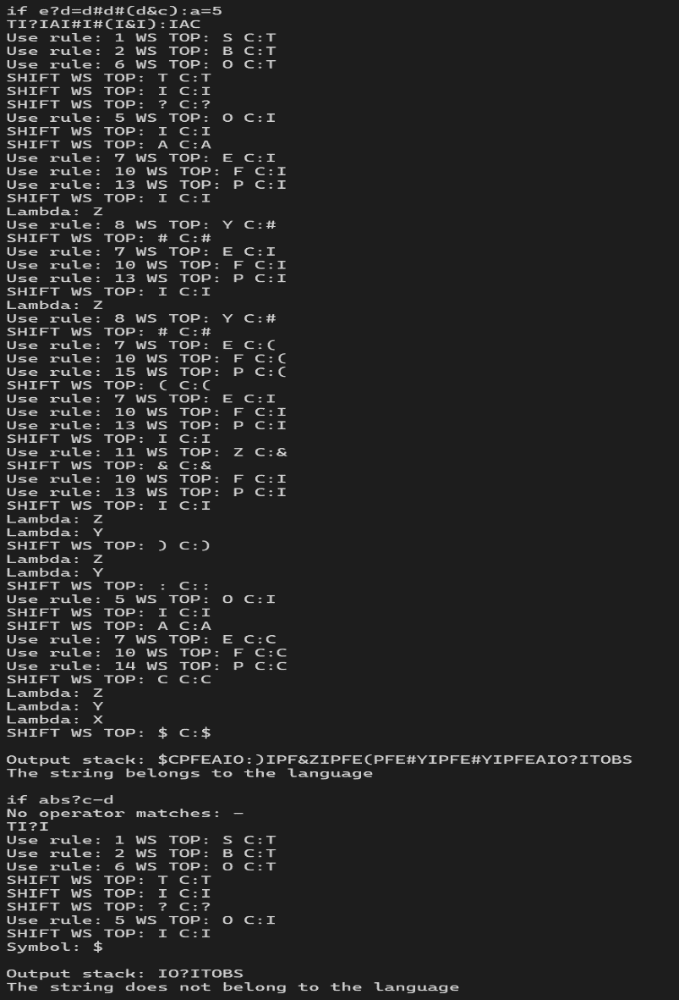 if e?d=d#d#(d&c):a=5
TI?IAI#I#(I&I):IAC
Use rule: 1 WS TOP: S C:T
Use rule: 2 WS TOP: B C:T
Use rule: 6 WS TOP: O C:T
SHIFT WS TOP: T C:T
SHIFT WS TOP: I C:I
SHIFT WS TOP: ? C:?
Use rule: 5 WS TOP: O C:I
SHIFT WS TOP: I C:I
SHIFT WS TOP: A C:A
Use rule: 7 WS TOP: E C:I
Use rule: 10 WS TOP: F C:I
Use rule: 13 WS TOP: P C:I
SHIFT WS TOP: I C:I
Lambda: Z
Use rule: 8 WS TOP: Y C:#
SHIFT WS TOP: # C:#
Use rule: 7 WS TOP: E C:I
Use rule: 10 WS TOP: F C:I
Use rule: 13 WS TOP: P C:I
SHIFT WS TOP: I C:I
Lambda: Z
Use rule: 8 WS TOP: Y C:#
SHIFT WS TOP: # C:#
Use rule: 7 WS TOP: E C:(
Use rule: 10 WS TOP: F C:(
Use rule: 15 WS TOP: P C:(
SHIFT WS TOP: ( C:(
Use rule: 7 WS TOP: E C:I
Use rule: 10 WS TOP: F C:I
Use rule: 13 WS TOP: P C:I
SHIFT WS TOP: I C:I
Use rule: 11 WS TOP: Z C:&
SHIFT WS TOP: & C:&
Use rule: 10 WS TOP: F C:I
Use rule: 13 WS TOP: P C:I
SHIFT WS TOP: I C:I
Lambda: Z
Lambda: Y
SHIFT WS TOP: ) C:)
Lambda: Z
Lambda: Y
SHIFT WS TOP: : C::
Use rule: 5 WS TOP: O C:I
SHIFT WS TOP: I C:I
SHIFT WS TOP: A C:A
Use rule: 7 WS TOP: E C:C
Use rule: 10 WS TOP: F C:C
Use rule: 14 WS TOP: P C:C
SHIFT WS TOP: C C:C
Lambda: Z
Lambda: Y
Lambda: X
SHIFT WS TOP: $ C:$
Output stack: $CPFEAIO:)IPF&ZIPFE(PFE#YIPFE#YIPFEAIO?ITOBS
The string belongs to the language
if abs?c-d
No operator matches: -
TI?I
Use rule: 1 WS TOP: S C:T
Use rule: 2 WS TOP: B C:T
Use rule: 6 WS TOP: O C:T
SHIFT WS TOP: T C:T
SHIFT WS TOP: I C:I
SHIFT WS TOP: ? C:?
Use rule: 5 WS TOP: O C:I
SHIFT WS TOP: I C:I
Symbol: $
Output stack: IO?ITOBS
The string does not belong to the language